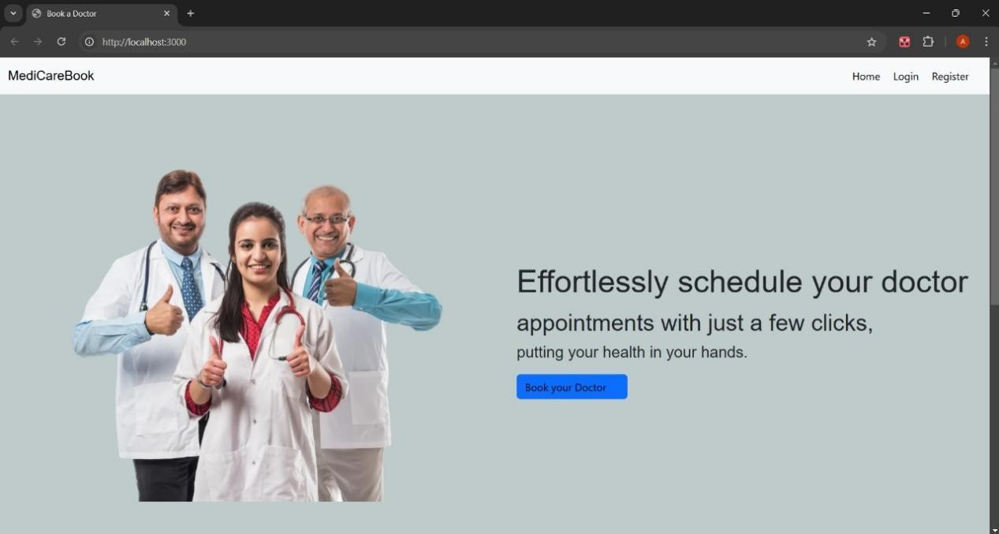 Book a Doctor
http://localhost:3000
A
MediCareBook
Home Login Register
Effortlessly schedule your doctor
appointments with just a few clicks,
putting your health in your hands.
Book your Doctor